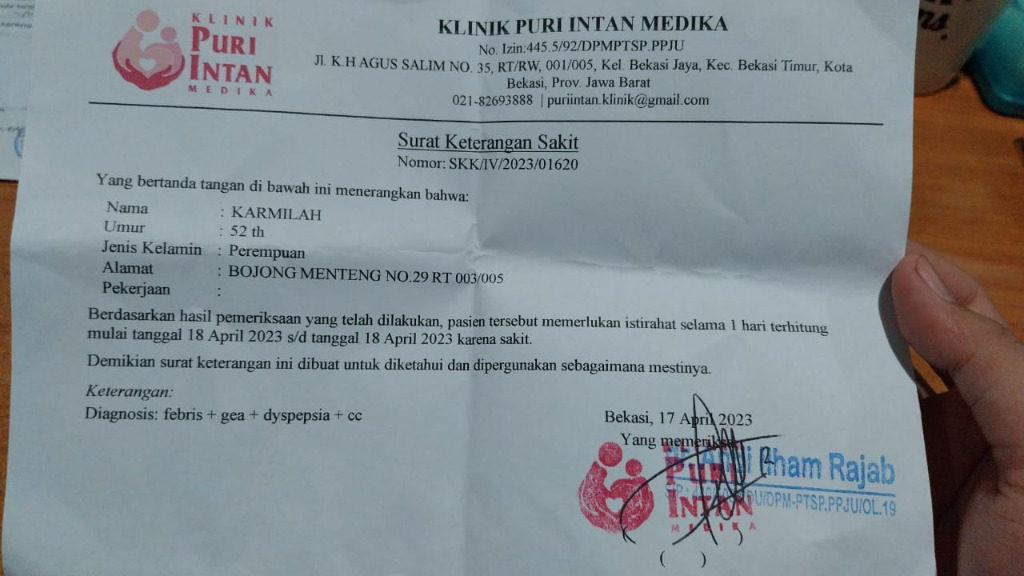 KLINIK
PURI
INTAN
MEDIKA
KLINIK PURI INTAN MEDIKA
No. Izin:445.5/92/DPMPTSP.PPJU
Jl. K.H AGUS SALIM NO. 35, RT/RW, 001/005, Kel. Bekasi Jaya, Kec. Bekasi Timur, Kota
Bekasi, Prov. Jawa Barat
021-82693888 | puriintan.klinik@gmail.com
Surat Keterangan Sakit
Nomor: SKK/IV/2023/01620
Yang bertanda tangan di bawah ini menerangkan bahwa:
Nama : KARMILAH
Umur : 52 th
Jenis Kelamin : Perempuan
Alamat : BOJONG MENTENG NO.29 RT 003/005
Pekerjaan :
Berdasarkan hasil pemeriksaan yang telah dilakukan, pasien tersebut memerlukan istirahat selama 1 hari terhitung
mulai tanggal 18 April 2023 s/d tanggal 18 April 2023 karena sakit.
Demikian surat keterangan ini dibuat untuk diketahui dan dipergunakan sebagaimana mestinya.
Keterangan:
Diagnosis: febris + gea + dyspepsia + cc
Bekasi, 17 April 2023
Yang memeriksa
Rajab
PURI
INTAN
MEDIKA
DU/DPM-PTSP.PPJU/OL.19
( )